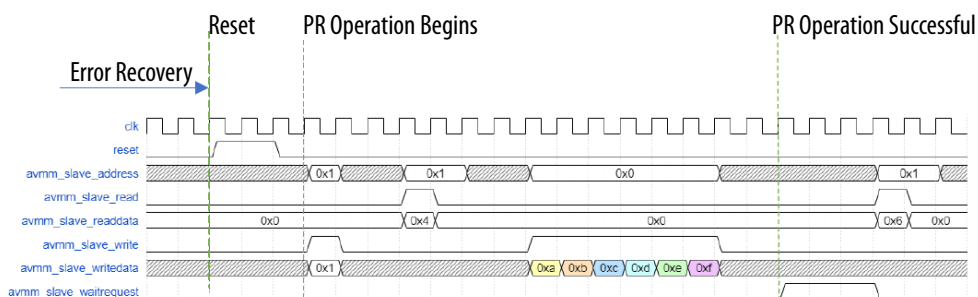 Reset PR Operation Begins PR Operation Successful
Error Recovery
clk
reset
avmm_slave_address 0x1 0x1 0x0 0x1
avmm_slave_read
avmm_slave_readdata 0x0 0x4 0x0 0x6 0x0
avmm_slave_write
avmm_slave_writedata 0x1 0xa 0xb 0xc 0xd 0xe 0xf
avmm_slave_waitrequest